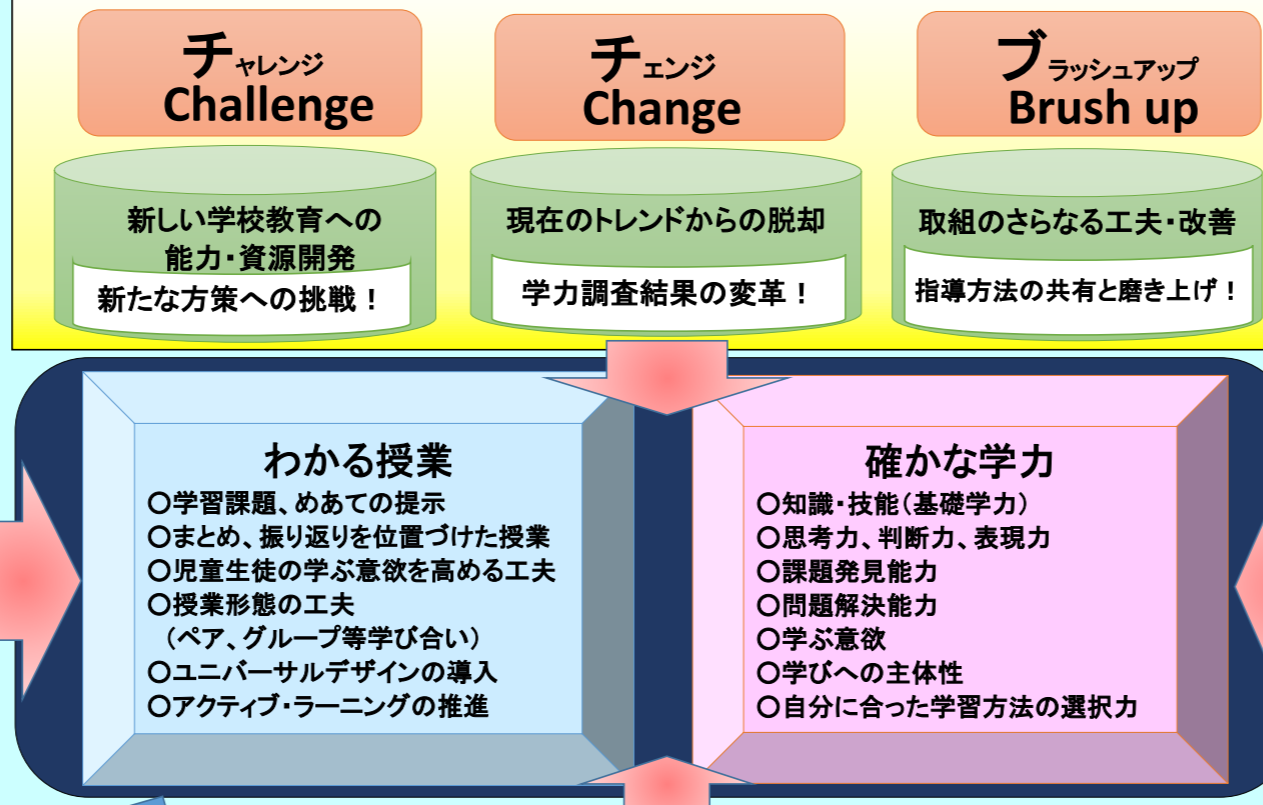 チャレンジ
Challenge
新しい学校教育への
能力・資源開発
新たな方策への挑戦！
チェンジ
Change
現在のトレンドからの脱却
学力調査結果の変革！
ブラッシュアップ
Brush up
取組のさらなる工夫・改善
指導方法の共有と磨き上げ！
わかる授業
○学習課題、めあての提示
○まとめ、振り返りを位置づけた授業
○児童生徒の学ぶ意欲を高める工夫
○授業形態の工夫
（ペア、グループ等学び合い）
○ユニバーサルデザインの導入
○アクティブ・ラーニングの推進
確かな学力
○知識・技能（基礎学力）
○思考力、判断力、表現力
○課題発見能力
○問題解決能力
○学ぶ意欲
○学びへの主体性
○自分に合った学習方法の選択力